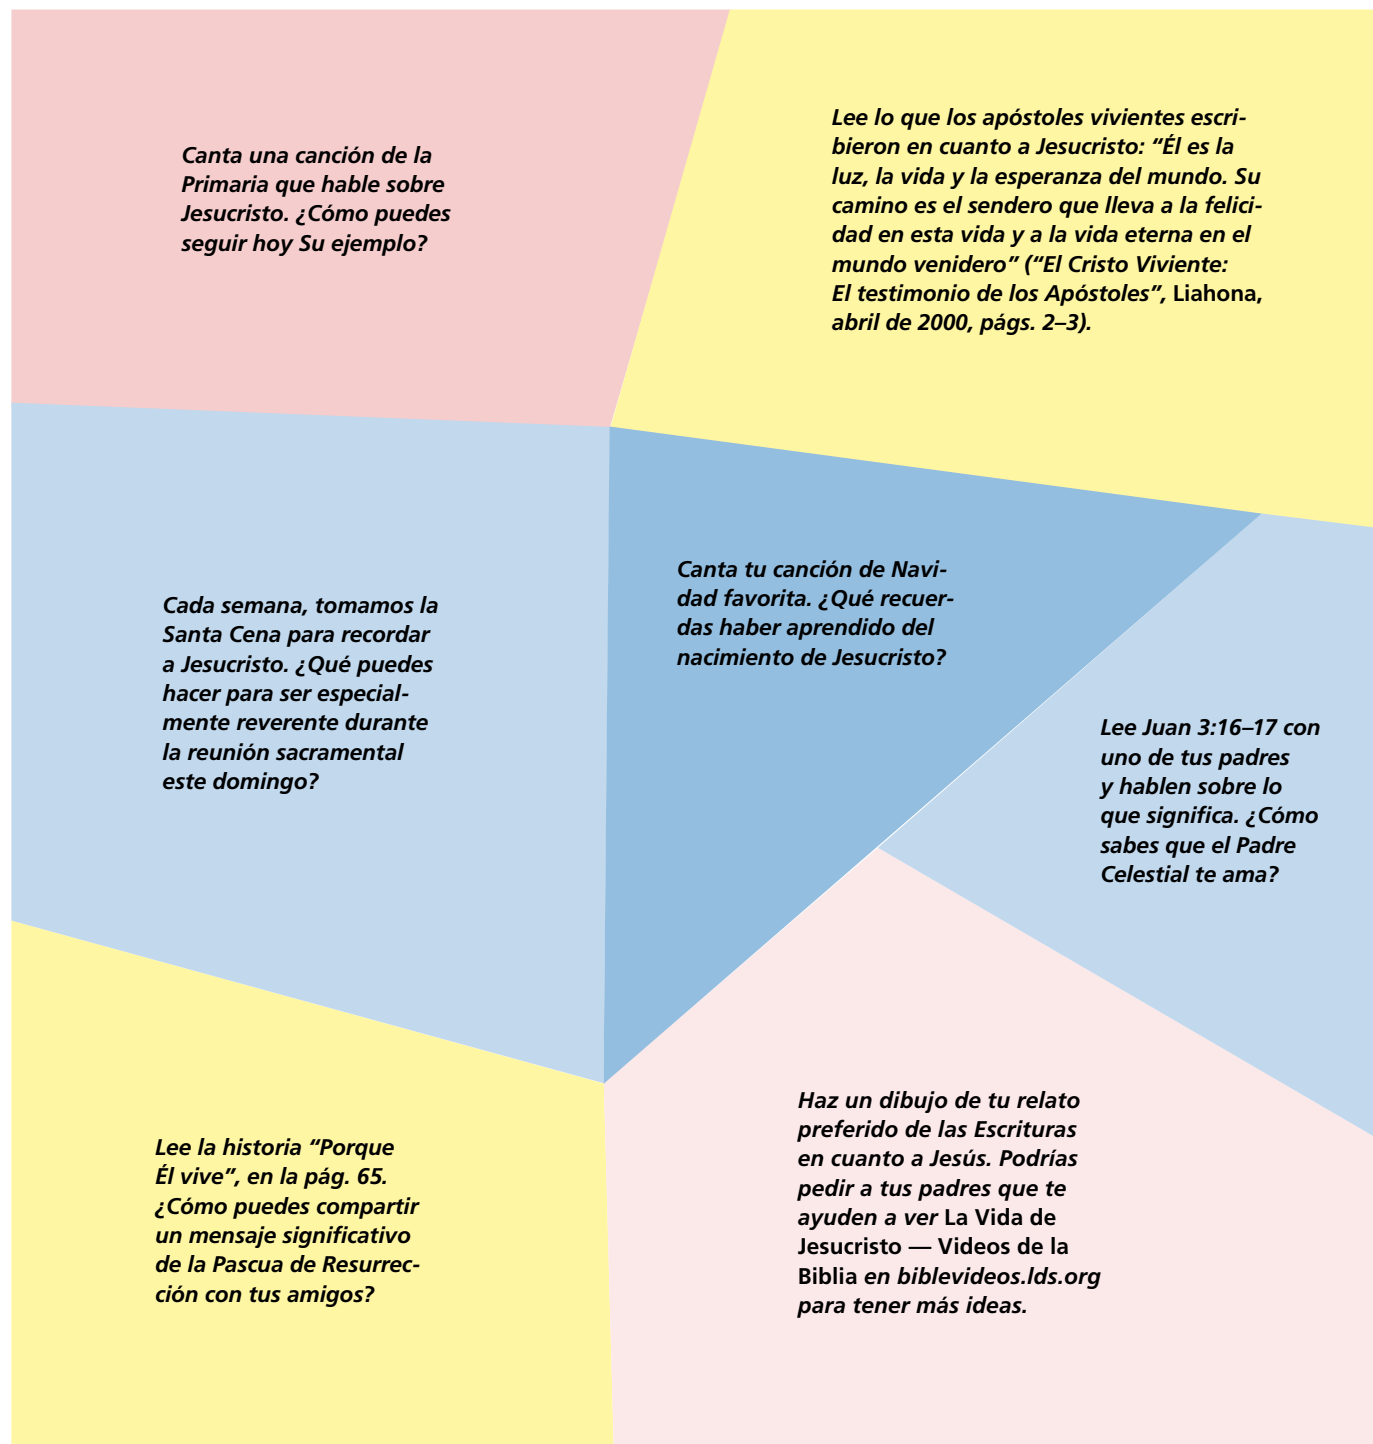 Canta una canción de la
Primaria que hable sobre
Jesucristo. ¿Cómo puedes
seguir hoy Su ejemplo?
Lee lo que los apóstoles vivientes escri-
bieron en cuanto a Jesucristo: “Él es la
luz, la vida y la esperanza del mundo. Su
camino es el sendero que lleva a la felici-
dad en esta vida y a la vida eterna en el
mundo venidero” (“El Cristo Viviente:
El testimonio de los Apóstoles”, Liahona,
abril de 2000, págs. 2–3).
Cada semana, tomamos la
Santa Cena para recordar
a Jesucristo. ¿Qué puedes
hacer para ser especial-
mente reverente durante
la reunión sacramental
este domingo?
Canta tu canción de Navi-
dad favorita. ¿Qué recuer-
das haber aprendido del
nacimiento de Jesucristo?
Lee Juan 3:16–17 con
uno de tus padres
y hablen sobre lo
que significa. ¿Cómo
sabes que el Padre
Celestial te ama?
Lee la historia “Porque
Él vive”, en la pág. 65.
¿Cómo puedes compartir
un mensaje significativo
de la Pascua de Resurrec-
ción con tus amigos?
Haz un dibujo de tu relato
preferido de las Escrituras
en cuanto a Jesús. Podrías
pedir a tus padres que te
ayuden a ver La Vida de
Jesucristo — Videos de la
Biblia en biblevideos.lds.org
para tener más ideas.